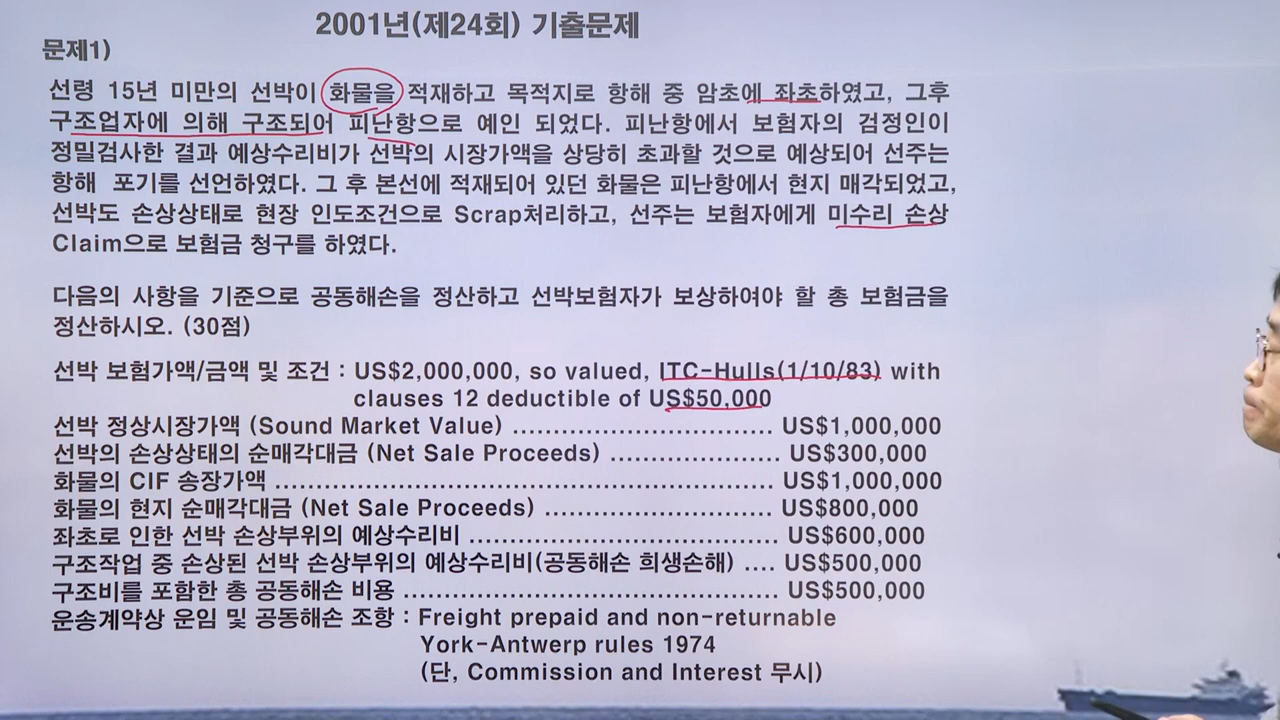 2001년(제24회) 기출문제
문제1)
선령 15년 미만의 선박이 화물을 적재하고 목적지로 항해 중 암초에 좌초하였고, 그후
구조업자에 의해 구조되어 피난항으로 예인 되었다. 피난항에서 보험자의 검정인이
정밀검사한 결과 예상수리비가 선박의 시장가액을 상당히 초과할 것으로 예상되어 선주는
항해 포기를 선언하였다. 그 후 본선에 적재되어 있던 화물은 피난항에서 현지 매각되었고,
선박도 손상상태로 현장 인도조건으로 Scrap처리하고, 선주는 보험자에게 미수리 손상
Claim으로 보험금 청구를 하였다.
다음의 사항을 기준으로 공동해손을 정산하고 선박보험자가 보상하여야 할 총 보험금을
정산하시오. (30점)
선박 보험가액/금액 및 조건 : US$2,000,000, so valued, ITC-Hulls(1/10/83) with
clauses 12 deductible of US$50,000
선박 정상시장가액 (Sound Market Value) ................................ US$1,000,000
선박의 손상상태의 순매각대금 (Net Sale Proceeds) ..................... US$300,000
화물의 CIF 송장가액 ............................................................. US$1,000,000
화물의 현지 순매각대금 (Net Sale Proceeds) ............................ US$800,000
좌초로 인한 선박 손상부위의 예상수리비 ...................................... US$600,000
구조작업 중 손상된 선박 손상부위의 예상수리비(공동해손 희생손해) .... US$500,000
구조비를 포함한 총 공동해손 비용 .............................................. US$500,000
운송계약상 운임 및 공동해손 조항 : Freight prepaid and non-returnable
York-Antwerp rules 1974
(단, Commission and Interest 무시)